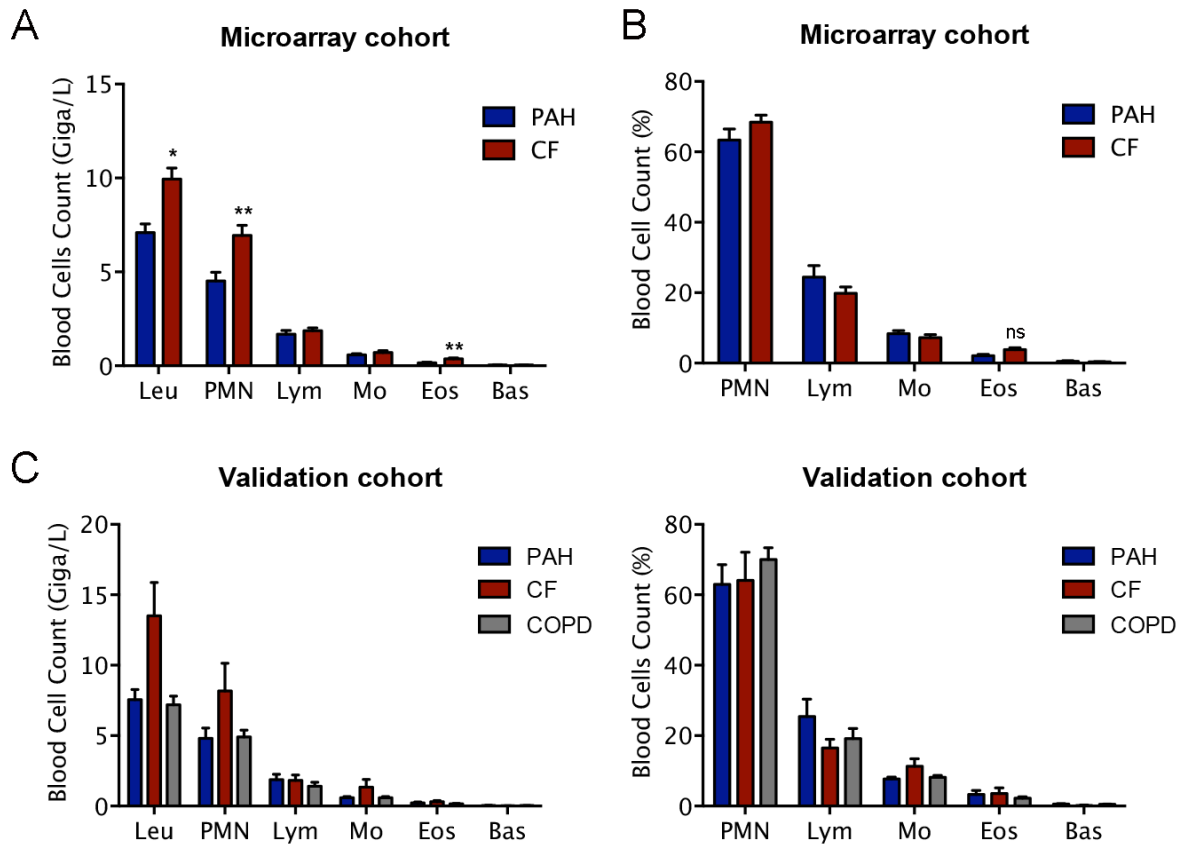 A
Microarray cohort
Blood Cells Count (Giga/L)
15
10
5
0
PAH
CF
*
**
**
Leu PMN Lym Mo Eos Bas
B
Microarray cohort
Blood Cell Count (%)
80
60
40
20
0
PAH
CF
ns
PMN Lym Mo Eos Bas
C
Validation cohort
Blood Cell Count (Giga/L)
20
15
10
5
0
PAH
CF
COPD
Leu PMN Lym Mo Eos Bas
Validation cohort
Blood Cells Count (%)
80
60
40
20
0
PAH
CF
COPD
PMN Lym Mo Eos Bas